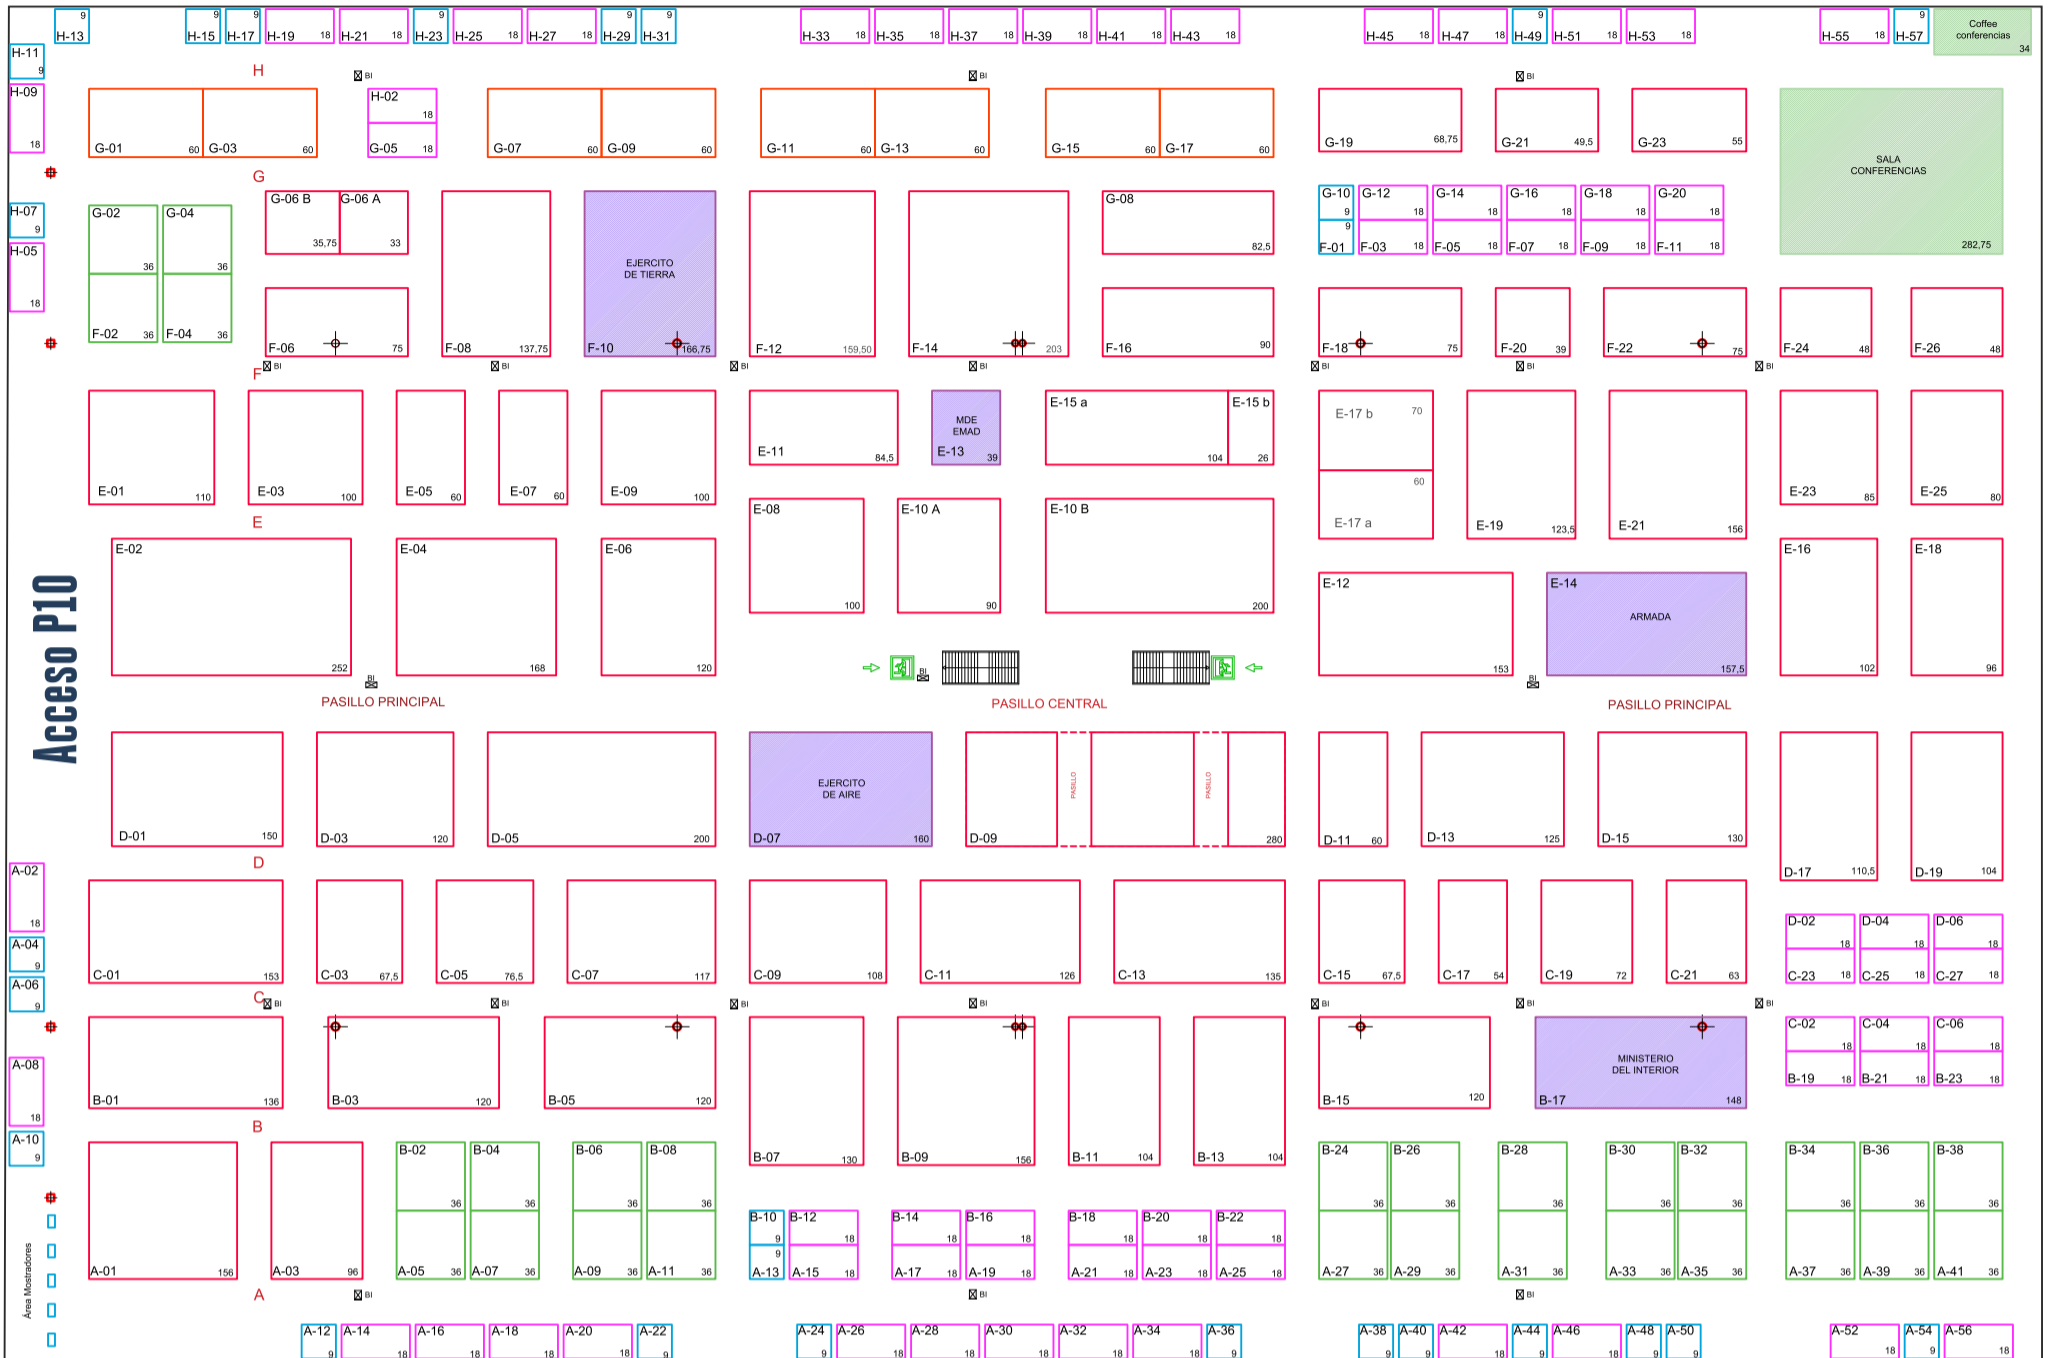 9
H-13
9
H-15
9
H-17
H-19 18
H-21 18
9
H-23
H-25 18
H-27 18
9
H-29
9
H-31
H-33 18
H-35 18
H-37 18
H-39 18
H-41 18
H-43 18
H-45 18
H-47 18
9
H-49
H-51 18
H-53 18
H-55 18
9
H-57
Coffee
conferencias
34
H-11
9
H
BI
BI
BI
H-09
18
G-01 60
G-03 60
H-02
18
G-05 18
G-07 60
G-09 60
G-11 60
G-13 60
G-15 60
G-17 60
G-19 68,75
G-21 49,5
G-23 55
SALA
CONFERENCIAS
282,75
G
H-07
9
H-05
18
G-02
36
G-04
36
F-02 36
F-04 36
G-06 B
35,75
G-06 A
33
F-06 75
F-08 137,75
EJERCITO
DE TIERRA
F-10 166,75
F-12 159,50
F-14 203
G-08
82,5
F-16 90
G-10
9
9
F-01
G-12
18
F-03 18
G-14
18
F-05 18
G-16
18
F-07 18
G-18
18
F-09 18
G-20
18
F-11 18
F-18 75
F-20 39
F-22 75
F-24 48
F-26 48
F
BI
BI
BI
BI
BI
BI
BI
E-01 110
E-03 100
E-05 60
E-07 60
E-09 100
E-11 84,5
MDE
EMAD
E-13 39
E-15 a
104
E-15 b
26
E-17 b 70
60
E-17 a
E-19 123,5
E-21 156
E-23 85
E-25 80
E
E-02
252
E-04
168
E-06
120
E-08
100
E-10 A
90
E-10 B
200
E-12
153
E-14
ARMADA
157,5
E-16
102
E-18
96
Acceso P10
BI
BI
BI
PASILLO PRINCIPAL
PASILLO CENTRAL
PASILLO PRINCIPAL
D-01 150
D-03 120
D-05 200
EJERCITO
DE AIRE
D-07 160
D-09
PASILLO
PASILLO
280
D-11 60
D-13 125
D-15 130
D-17 110,5
D-19 104
D
A-02
18
A-04
9
A-06
9
C-01 153
C-03 67,5
C-05 76,5
C-07 117
C-09 108
C-11 126
C-13 135
C-15 67,5
C-17 54
C-19 72
C-21 63
D-02
18
D-04
18
D-06
18
C-23 18
C-25 18
C-27 18
C
BI
BI
BI
BI
BI
BI
BI
A-08
18
A-10
9
B-01 136
B-03 120
B-05 120
B-07 130
B-09 156
B-11 104
B-13 104
B-15 120
MINISTERIO
DEL INTERIOR
B-17 148
C-02
18
C-04
18
C-06
18
B-19 18
B-21 18
B-23 18
B
A-01 156
A-03 96
B-02
36
B-04
36
B-06
36
B-08
36
A-05 36
A-07 36
A-09 36
A-11 36
B-10
9
9
A-13
B-12
18
A-15 18
B-14
18
A-17 18
B-16
18
A-19 18
B-18
18
A-21 18
B-20
18
A-23 18
B-22
18
A-25 18
B-24
36
B-26
36
B-28
36
B-30
36
B-32
36
B-34
36
B-36
36
B-38
36
A-27 36
A-29 36
A-31 36
A-33 36
A-35 36
A-37 36
A-39 36
A-41 36
Área Mostradores
A
BI
BI
BI
A-12
9
A-14
18
A-16
18
A-18
18
A-20
18
A-22
9
A-24
9
A-26
18
A-28
18
A-30
18
A-32
18
A-34
18
A-36
9
A-38
9
A-40
9
A-42
18
A-44
9
A-46
18
A-48
9
A-50
9
A-52
18
A-54
9
A-56
18